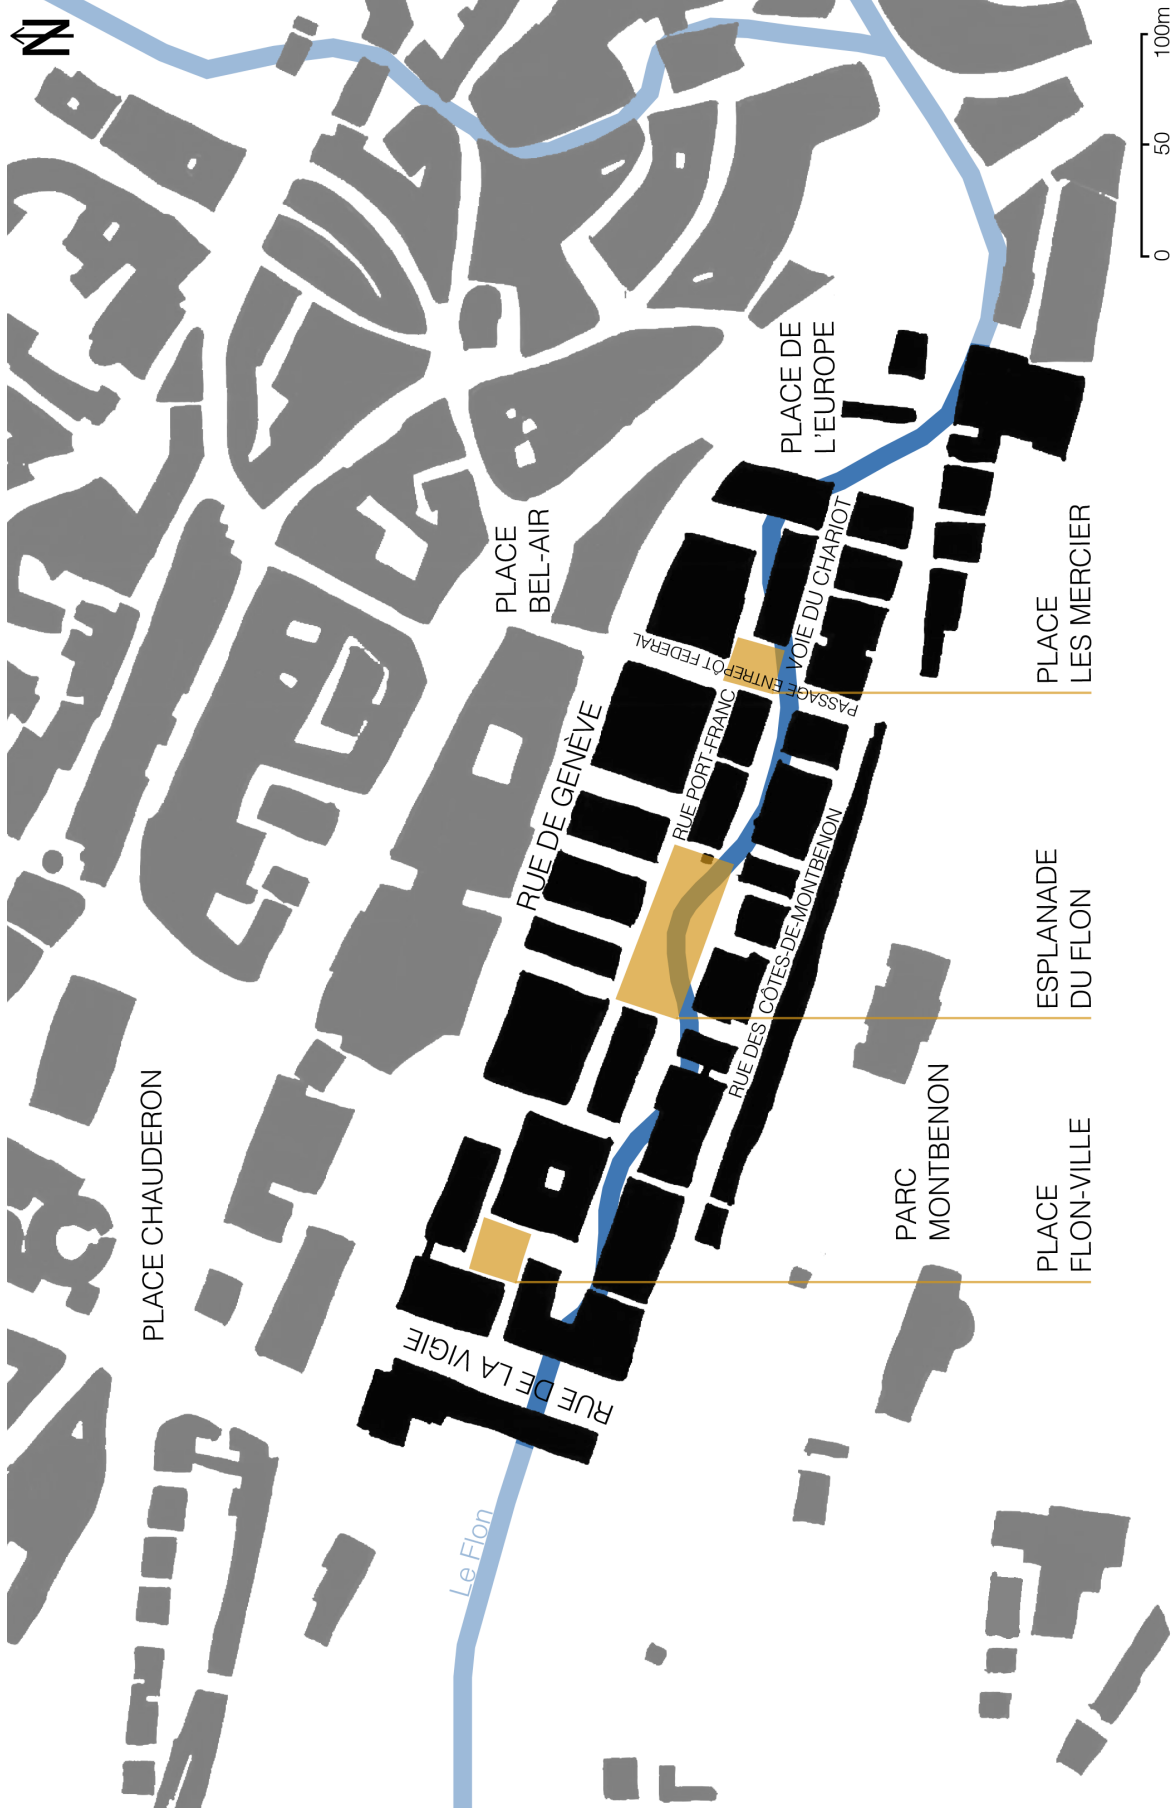 N
PLACE CHAUDERON
PLACE
BEL-AIR
PLACE DE
L'EUROPE
RUE DE GENÈVE
RUE DE LA VIGIE
Le Flon
RUE PORT-FRANC
PASSAGE ENTREPÔT FEDERAL
VOIE DU CHARIOT
RUE DES CÔTES-DE-MONTBENON
PARC
MONTBENON
PLACE
FLON-VILLE
ESPLANADE
DU FLON
PLACE
LES MERCIER
0
50
100m